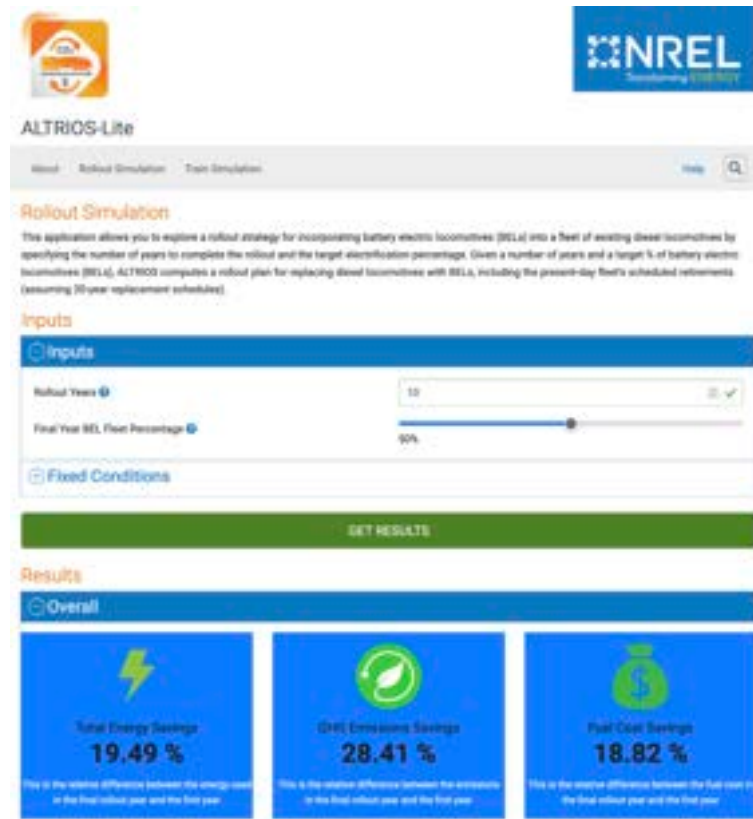 NREL
Transforming ENERGY
ALTRIOS-Lite
About Rollout Simulation Train Simulation Help
Rollout Simulation
This application allows you to explore a rollout strategy for incorporating battery electric locomotives (BELs) into a fleet of existing diesel locomotives by
specifying the number of years to complete the rollout and the target electrification percentage. Given a number of years and a target % of battery electric
locomotives (BELs), ALTRIOS computes a rollout plan for replacing diesel locomotives with BELs, including the present-day fleet's scheduled retirements
(assuming 30-year replacement schedules).
Inputs
Inputs
Rollout Years
10
Final Year BEL Fleet Percentage
50%
Fixed Conditions
GET RESULTS
Results
Overall
Total Energy Savings GHG Emissions Savings Fuel Cost Savings
19.49 % 28.41 % 18.82 %
This is the relative difference between the energy used This is the relative difference between the emissions This is the relative difference between the fuel cost
in the final rollout year and the first year in the final rollout year and the first year the final rollout year and the first year